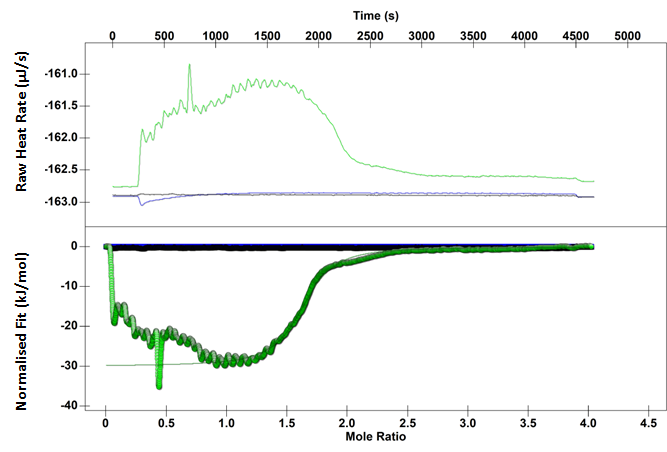 Time (s)
0 500 1000 1500 2000 2500 3000 3500 4000 4500 5000
Raw Heat Rate (µJ/s)
-161.0
-161.5
-162.0
-162.5
-163.0
Normalised Fit (kJ/mol)
0
-10
-20
-30
-40
0 0.5 1.0 1.5 2.0 2.5 3.0 3.5 4.0 4.5
Mole Ratio